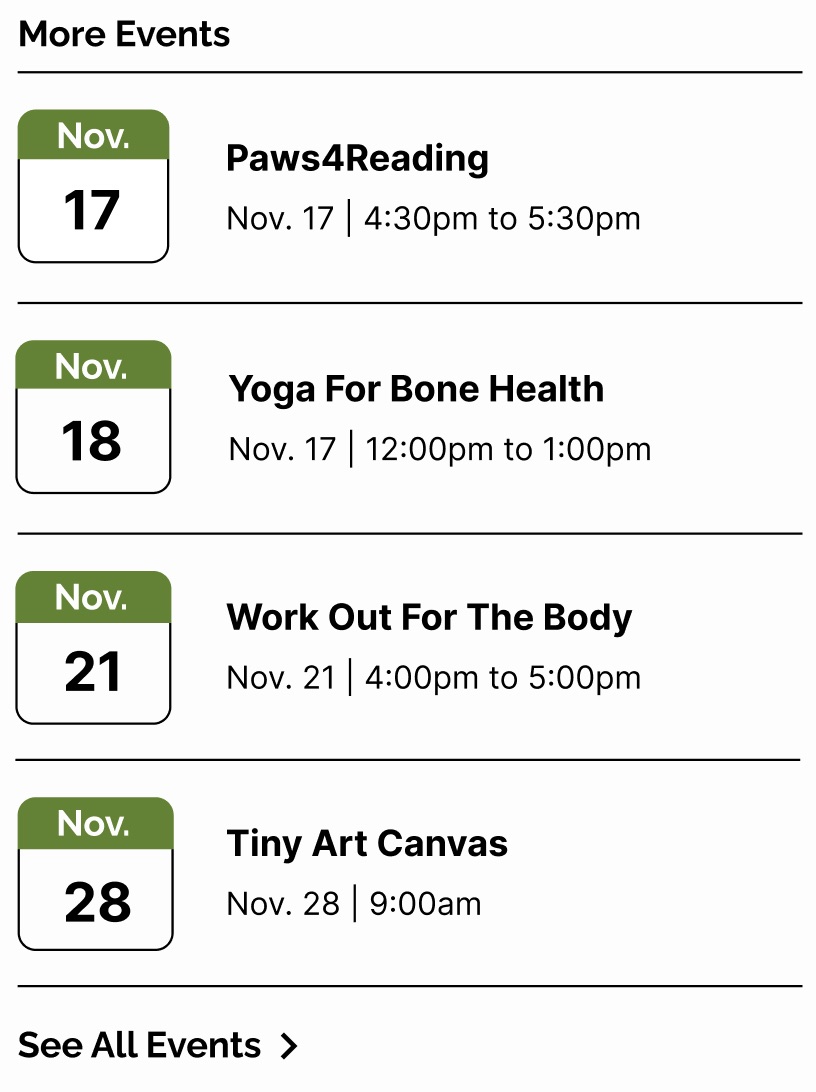 More Events
Nov.
17
Paws4Reading
Nov. 17 | 4:30pm to 5:30pm
Nov.
18
Yoga For Bone Health
Nov. 17 | 12:00pm to 1:00pm
Nov.
21
Work Out For The Body
Nov. 21 | 4:00pm to 5:00pm
Nov.
28
Tiny Art Canvas
Nov. 28 | 9:00am
See All Events >